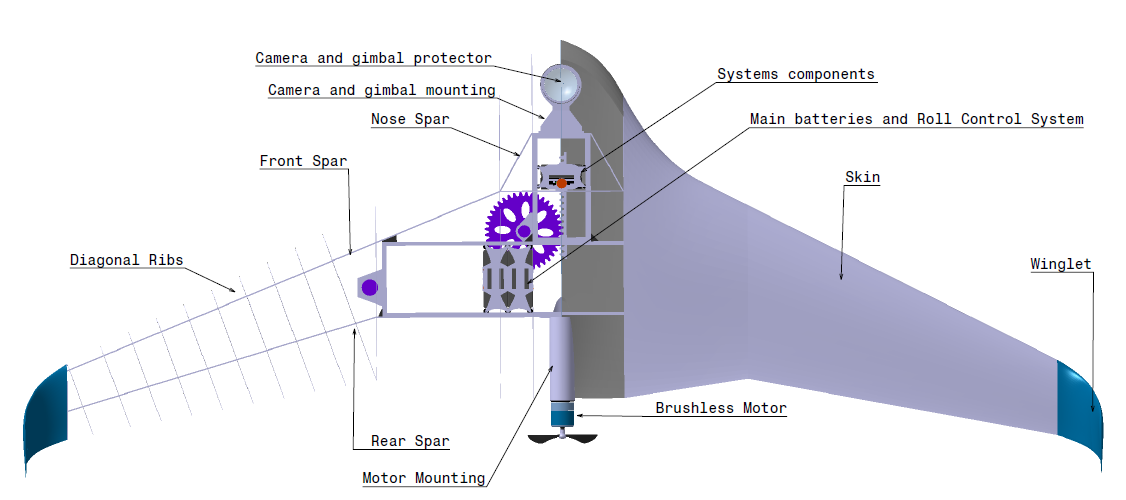 Camera and gimbal protector
Systems components
Camera and gimbal mounting
Nose Spar
Main batteries and Roll Control System
Front Spar
Skin
Diagonal Ribs
Winglet
Brushless Motor
Rear Spar
Motor Mounting